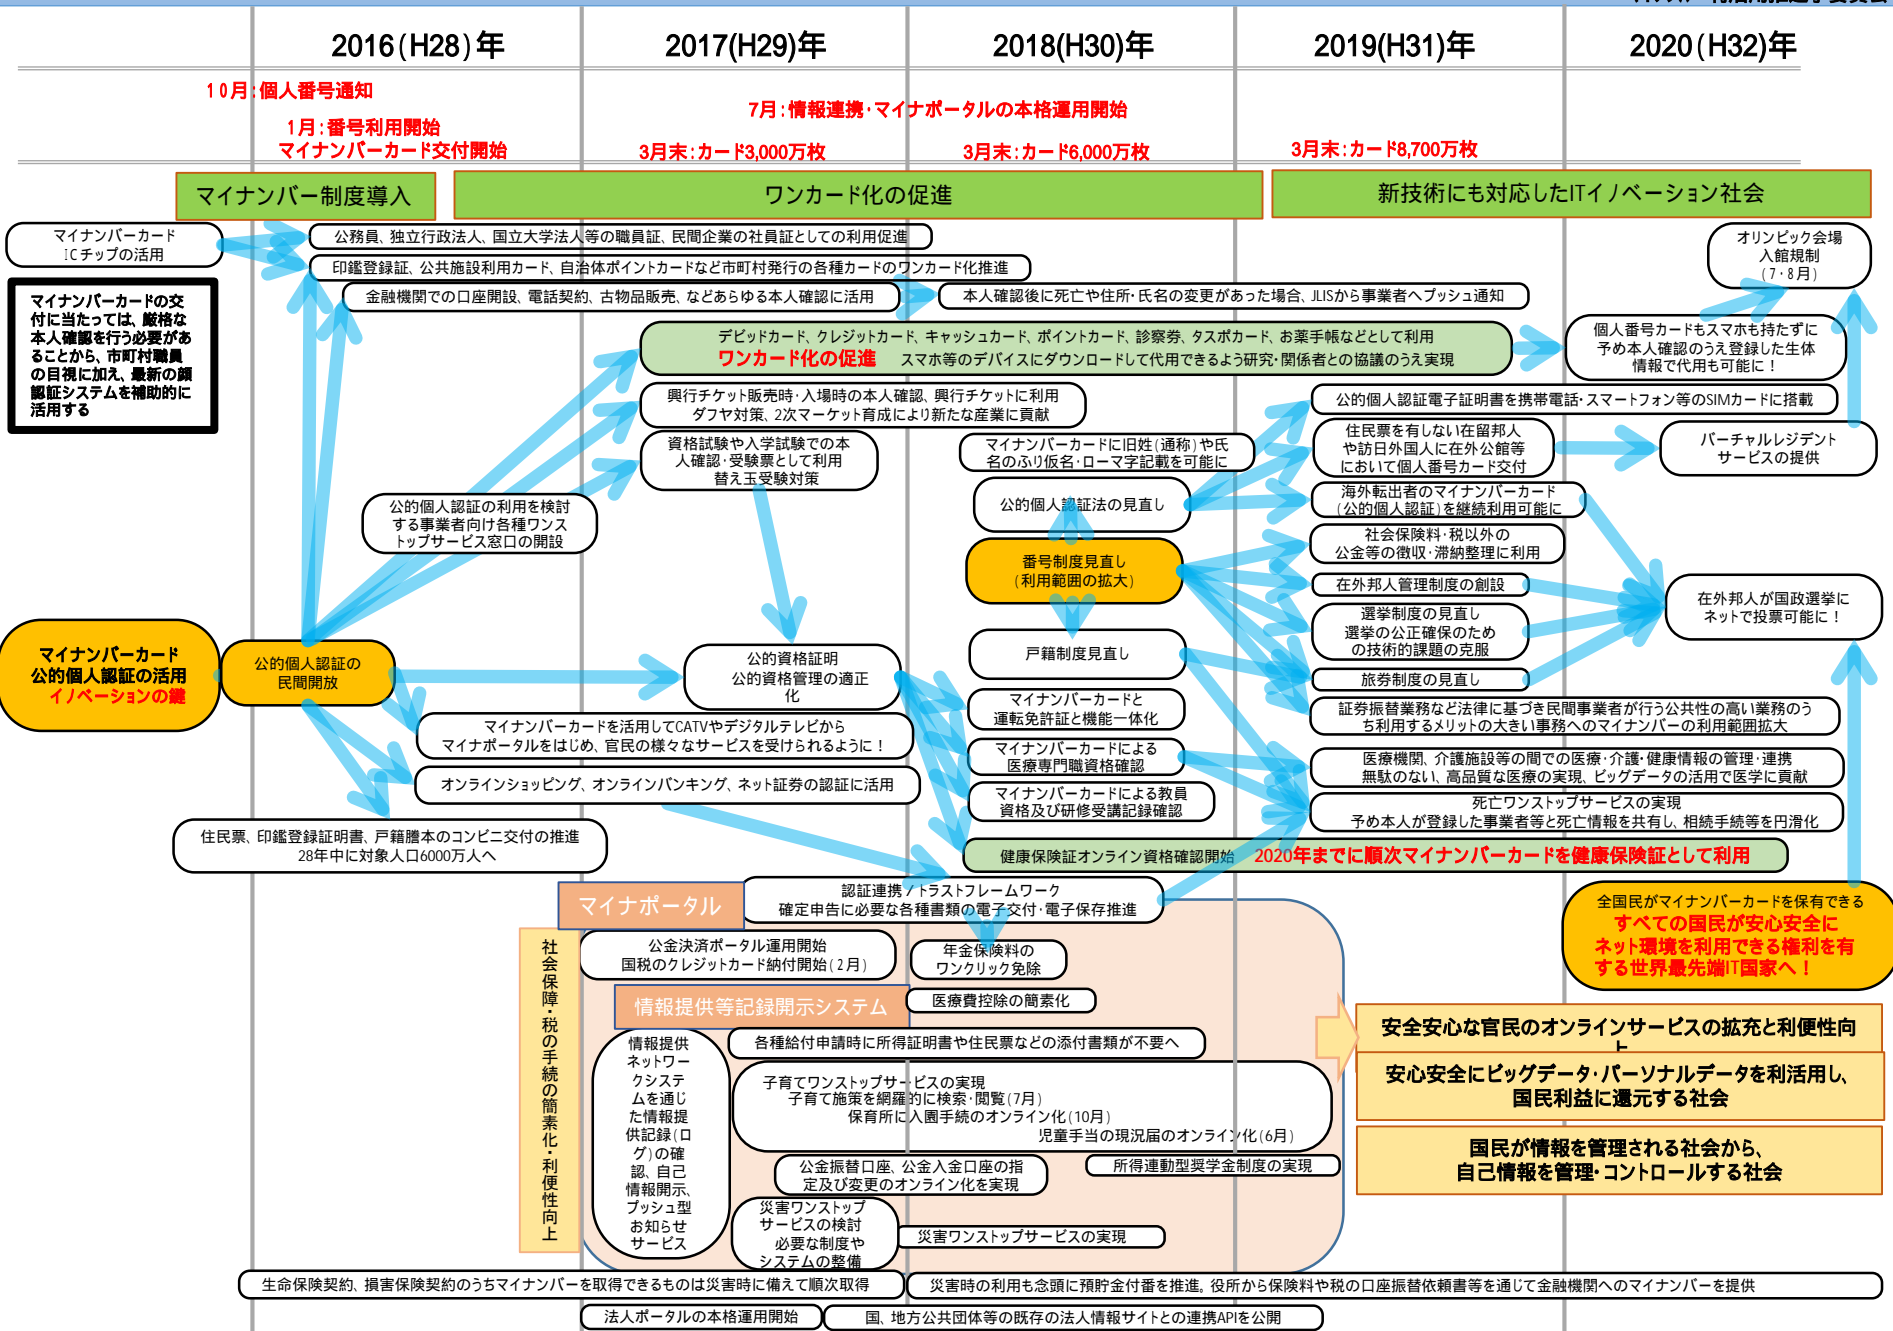 2016(H28)年
2017(H29)年
2018(H30)年
2019(H31)年
2020(H32)年
10月:個人番号通知
1月:番号利用開始
マイナンバーカード交付開始
7月:情報連携・マイナポータルの本格運用開始
3月末:カード3,000万枚
3月末:カード6,000万枚
3月末:カード8,700万枚
マイナンバー制度導入
ワンカード化の促進
新技術にも対応したITイノベーション社会
マイナンバーカード
ICチップの活用
公務員、独立行政法人、国立大学法人等の職員証、民間企業の社員証としての利用促進
印鑑登録証、公共施設利用カード、自治体ポイントカードなど市町村発行の各種カードのワンカード化推進
金融機関での口座開設、電話契約、古物品販売、などあらゆる本人確認に活用
本人確認後に死亡や住所・氏名の変更があった場合、JLISから事業者へプッシュ通知
オリンピック会場
入館規制
(7・8月)
マイナンバーカードの交
付に当たっては、厳格な
本人確認を行う必要があ
ることから、市町村職員
の目視に加え、最新の顔
認証システムを補助的に
活用する
デビッドカード、クレジットカード、キャッシュカード、ポイントカード、診察券、タスポカード、お薬手帳などとして利用
ワンカード化の促進 スマホ等のデバイスにダウンロードして代用できるよう研究・関係者との協議のうえ実現
個人番号カードもスマホも持たずに
予め本人確認のうえ登録した生体
情報で代用も可能に!
興行チケット販売時・入場時の本人確認、興行チケットに利用
ダフヤ対策、2次マーケット育成により新たな産業に貢献
公的個人認証電子証明書を携帯電話・スマートフォン等のSIMカードに搭載
資格試験や入学試験での本
人確認・受験票として利用
替え玉受験対策
マイナンバーカードに旧姓(通称)や氏
名のふり仮名・ローマ字記載を可能に
住民票を有しない在留邦人
や訪日外国人に在外公館等
において個人番号カード交付
バーチャルレジデント
サービスの提供
公的個人認証の利用を検討
する事業者向け各種ワンス
トップサービス窓口の開設
公的個人認証法の見直し
海外転出者のマイナンバーカード
(公的個人認証)を継続利用可能に
番号制度見直し
(利用範囲の拡大)
社会保険料・税以外の
公金等の徴収・滞納整理に利用
在外邦人管理制度の創設
選挙制度の見直し
選挙の公正確保のため
の技術的課題の克服
在外邦人が国政選挙に
ネットで投票可能に!
マイナンバーカード
公的個人認証の活用
イノベーションの鍵
公的個人認証の
民間開放
公的資格証明
公的資格管理の適正
化
戸籍制度見直し
旅券制度の見直し
マイナンバーカードと
運転免許証と機能一体化
証券振替業務など法律に基づき民間事業者が行う公共性の高い業務のう
ち利用するメリットの大きい事務へのマイナンバーの利用範囲拡大
マイナンバーカードを活用してCATVやデジタルテレビから
マイナポータルをはじめ、官民の様々なサービスを受けられるように!
マイナンバーカードによる
医療専門職資格確認
医療機関、介護施設等の間での医療・介護・健康情報の管理・連携
無駄のない、高品質な医療の実現、ビッグデータの活用で医学に貢献
オンラインショッピング、オンラインバンキング、ネット証券の認証に活用
マイナンバーカードによる教員
資格及び研修受講記録確認
死亡ワンストップサービスの実現
予め本人が登録した事業者等と死亡情報を共有し、相続手続等を円滑化
住民票、印鑑登録証明書、戸籍謄本のコンビニ交付の推進
28年中に対象人口6000万人へ
健康保険証オンライン資格確認開始 2020年までに順次マイナンバーカードを健康保険証として利用
マイナポータル
認証連携/トラストフレームワーク
確定申告に必要な各種書類の電子交付・電子保存推進
全国民がマイナンバーカードを保有できる
すべての国民が安心安全に
ネット環境を利用できる権利を有
する世界最先端IT国家へ!
社会保障・税の手続の簡素化・利便性向上
公金決済ポータル運用開始
国税のクレジットカード納付開始(2月)
年金保険料の
ワンクリック免除
情報提供等記録開示システム
医療費控除の簡素化
情報提供
ネットワー
クシステ
ムを通じ
た情報提
供記録(ロ
グ)の確
認、自己
情報開示、
プッシュ型
お知らせ
サービス
各種給付申請時に所得証明書や住民票などの添付書類が不要へ
安全安心な官民のオンラインサービスの拡充と利便性向
上
子育てワンストップサービスの実現
子育て施策を網羅的に検索・閲覧(7月)
保育所に入園手続のオンライン化(10月)
児童手当の現況届のオンライン化(6月)
安心安全にビッグデータ・パーソナルデータを利活用し、
国民利益に還元する社会
公金振替口座、公金入金口座の指
定及び変更のオンライン化を実現
所得連動型奨学金制度の実現
国民が情報を管理される社会から、
自己情報を管理・コントロールする社会
災害ワンストップ
サービスの検討
必要な制度や
システムの整備
災害ワンストップサービスの実現
生命保険契約、損害保険契約のうちマイナンバーを取得できるものは災害時に備えて順次取得
災害時の利用も念頭に預貯金付番を推進。役所から保険料や税の口座振替依頼書等を通じて金融機関へのマイナンバーを提供
法人ポータルの本格運用開始
国、地方公共団体等の既存の法人情報サイトとの連携APIを公開